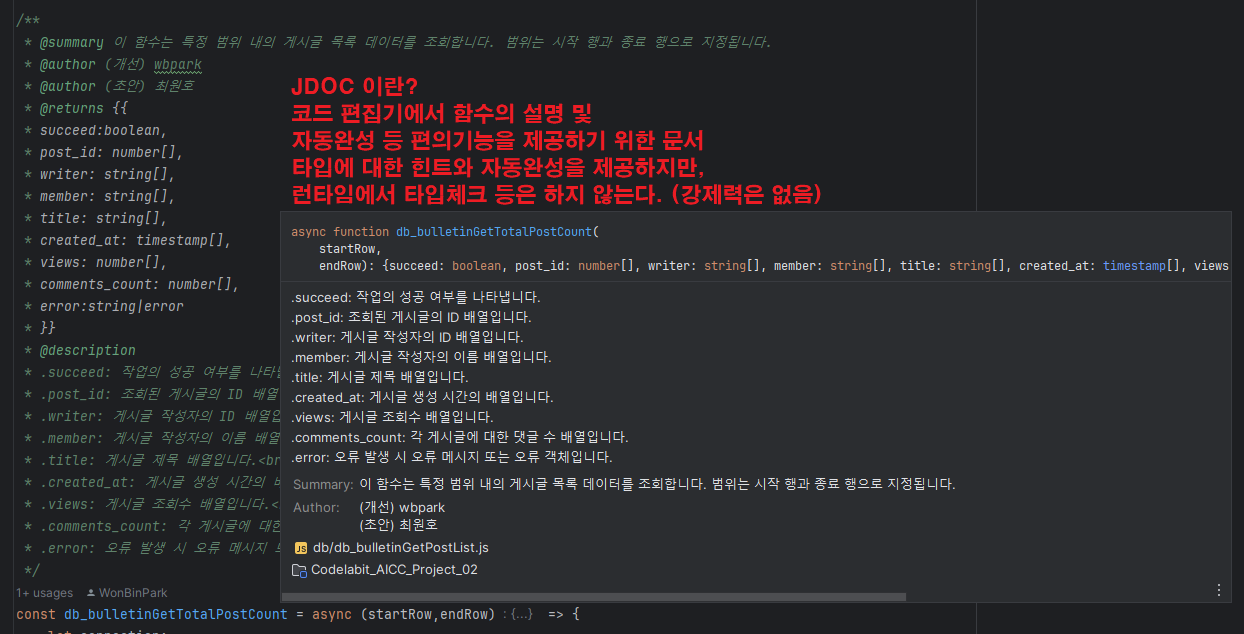 /**
* @summary 이 함수는 특정 범위 내의 게시글 목록 데이터를 조회합니다. 범위는 시작 행과 종료 행으로 지정됩니다.
* @author (개선) wbpark
* @author (초안) 최원호
* @returns {{
* succeed:boolean,
* post_id: number[],
* writer: string[],
* member: string[],
* title: string[],
* created_at: timestamp[],
* views: number[],
* comments_count: number[],
* error:string|error
* }}
* @description
* .succeed: 작업의 성공 여부를
* .post_id: 조회된 게시글의 ID 배열
* .writer: 게시글 작성자의 ID
* .member: 게시글 작성자의 이름 배열
* .title: 게시글 제목 배열입니다.<br
* .created_at: 게시글 생성 시간의
* .views: 게시글 조회수 배열입니다.<
* .comments_count: 각 게시글에 대한
* .error: 오류 발생 시 오류 메시지
*/
1+ usages WonBinPark
const db_bulletinGetTotalPostCount = async (startRow,endRow) :{...} => {
JDOC 이란?
코드 편집기에서 함수의 설명 및
자동완성 등 편의기능을 제공하기 위한 문서
타입에 대한 힌트와 자동완성을 제공하지만,
런타임에서 타입체크 등은 하지 않는다. (강제력은 없음)
async function db_bulletinGetTotalPostCount(
startRow,
endRow): {succeed: boolean, post_id: number[], writer: string[], member: string[], title: string[], created_at: timestamp[], views
.succeed: 작업의 성공 여부를 나타냅니다.
.post_id: 조회된 게시글의 ID 배열입니다.
.writer: 게시글 작성자의 ID 배열입니다.
.member: 게시글 작성자의 이름 배열입니다.
.title: 게시글 제목 배열입니다.
.created_at: 게시글 생성 시간의 배열입니다.
.views: 게시글 조회수 배열입니다.
.comments_count: 각 게시글에 대한 댓글 수 배열입니다.
.error: 오류 발생 시 오류 메시지 또는 오류 객체입니다.
Summary: 이 함수는 특정 범위 내의 게시글 목록 데이터를 조회합니다. 범위는 시작 행과 종료 행으로 지정됩니다.
Author: (개선) wbpark
(초안) 최원호
JS db/db_bulletinGetPostList.js
Codelabit_AICC_Project_02